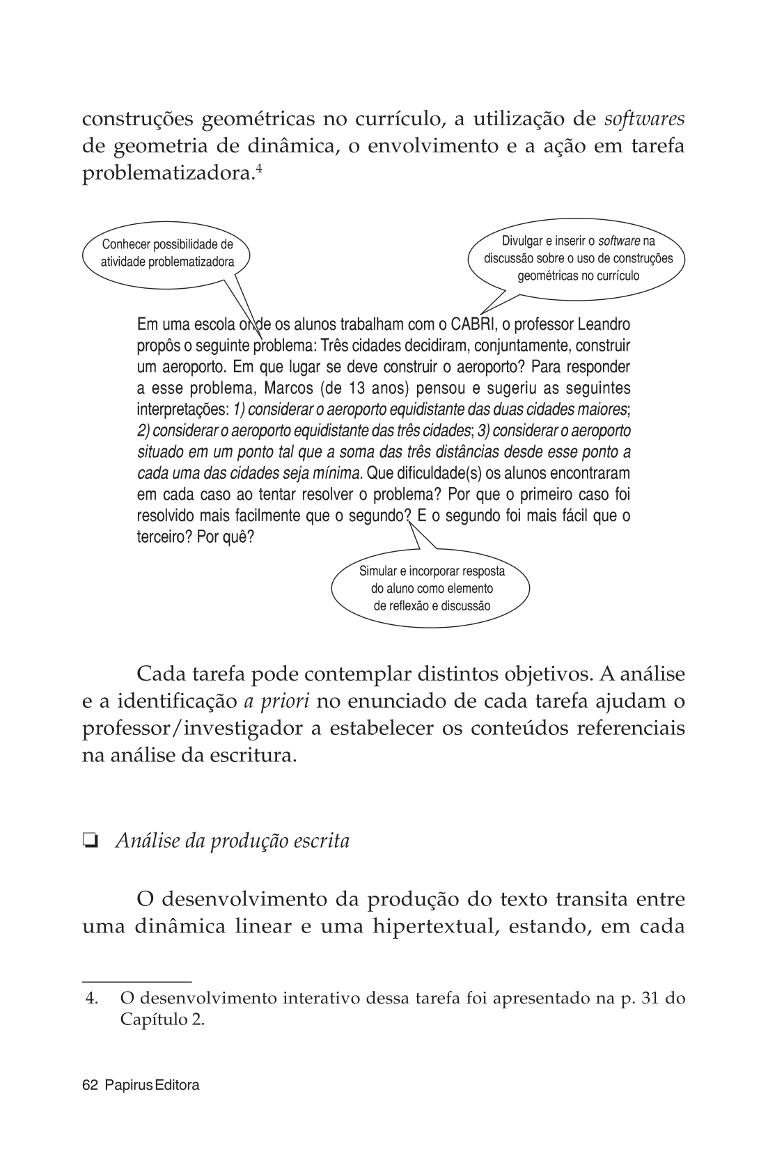 construções geométricas no currículo, a utilização de softwares
de geometria de dinâmica, o envolvimento e a ação em tarefa
problematizadora.4
Conhecer possibilidade de
atividade problematizadora
Divulgar e inserir o software na
discussão sobre o uso de construções
geométricas no currículo
Em uma escola onde os alunos trabalham com o CABRI, o professor Leandro
propôs o seguinte problema: Três cidades decidiram, conjuntamente, construir
um aeroporto. Em que lugar se deve construir o aeroporto? Para responder
a esse problema, Marcos (de 13 anos) pensou e sugeriu as seguintes
interpretações: 1) considerar o aeroporto equidistante das duas cidades maiores;
2) considerar o aeroporto equidistante das três cidades; 3) considerar o aeroporto
situado em um ponto tal que a soma das três distâncias desde esse ponto a
cada uma das cidades seja mínima. Que dificuldade(s) os alunos encontraram
em cada caso ao tentar resolver o problema? Por que o primeiro caso foi
resolvido mais facilmente que o segundo? E o segundo foi mais fácil que o
terceiro? Por quê?
Simular e incorporar resposta
do aluno como elemento
de reflexão e discussão
Cada tarefa pode contemplar distintos objetivos. A análise
e a identificação a priori no enunciado de cada tarefa ajudam o
professor/investigador a estabelecer os conteúdos referenciais
na análise da escritura.
❏ Análise da produção escrita
O desenvolvimento da produção do texto transita entre
uma dinâmica linear e uma hipertextual, estando, em cada
4. O desenvolvimento interativo dessa tarefa foi apresentado na p. 31 do
Capítulo 2.
62 Papirus Editora